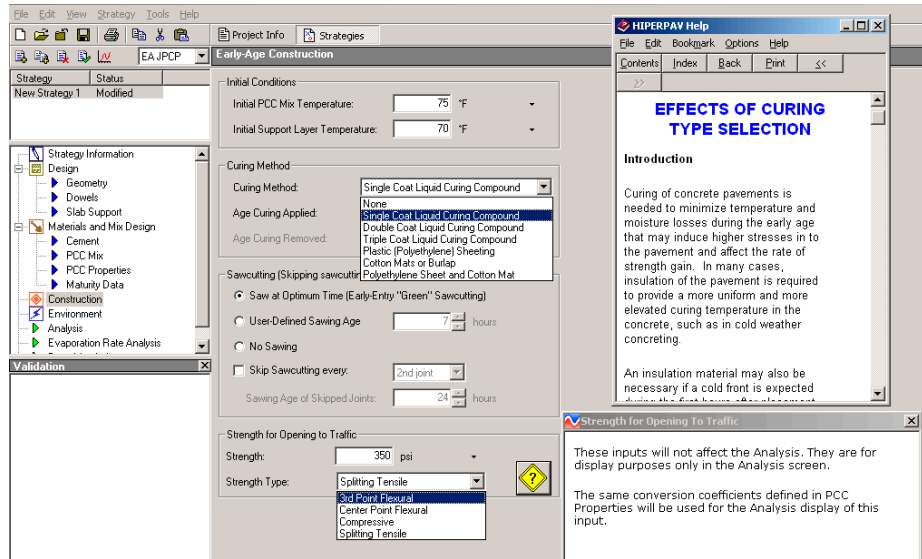 File Edit View Strategy Tools Help
Project Info Strategies
EA JPCP
Early-Age Construction
Strategy Status
New Strategy 1 Modified
Strategy Information
Design
Geometry
Dowels
Slab Support
Materials and Mix Design
Cement
PCC Mix
PCC Properties
Maturity Data
Construction
Environment
Analysis
Evaporation Rate Analysis
Validation
Initial Conditions
Initial PCC Mix Temperature: 75 °F
Initial Support Layer Temperature: 70 °F
Curing Method
Curing Method: Single Coat Liquid Curing Compound
None
Single Coat Liquid Curing Compound
Double Coat Liquid Curing Compound
Triple Coat Liquid Curing Compound
Plastic (Polyethylene) Sheeting
Cotton Mats or Burlap
Polyethylene Sheet and Cotton Mat
Age Curing Applied:
Age Curing Removed:
Sawcutting (Skipping sawcuttin
Saw at Optimum Time (Early-Entry "Green" Sawcutting)
User-Defined Sawing Age 7 hours
No Sawing
Skip Sawcutting every: 2nd joint
Sawing Age of Skipped Joints: 24 hours
Strength for Opening to Traffic
Strength: 350 psi
Strength Type: Splitting Tensile
3rd Point Flexural
Center Point Flexural
Compressive
Splitting Tensile
?
HIPERPAV Help
File Edit Bookmark Options Help
Contents Index Back Print <<
>>
EFFECTS OF CURING
TYPE SELECTION
Introduction
Curing of concrete pavements is
needed to minimize temperature and
moisture losses during the early age
that may induce higher stresses in to
the pavement and affect the rate of
strength gain. In many cases,
insulation of the pavement is required
to provide a more uniform and more
elevated curing temperature in the
concrete, such as in cold weather
concreting.
An insulation material may also be
necessary if a cold front is expected
during the first hours after placement
Strength for Opening To Traffic
These inputs will not affect the Analysis. They are for
display purposes only in the Analysis screen.
The same conversion coefficients defined in PCC
Properties will be used for the Analysis display of this
input.